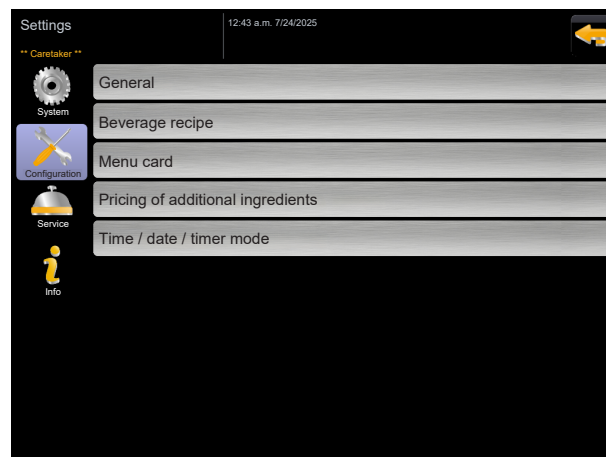 Settings
12:43 a.m. 7/24/2025
** Caretaker **
System
Configuration
Service
Info
General
Beverage recipe
Menu card
Pricing of additional ingredients
Time / date / timer mode